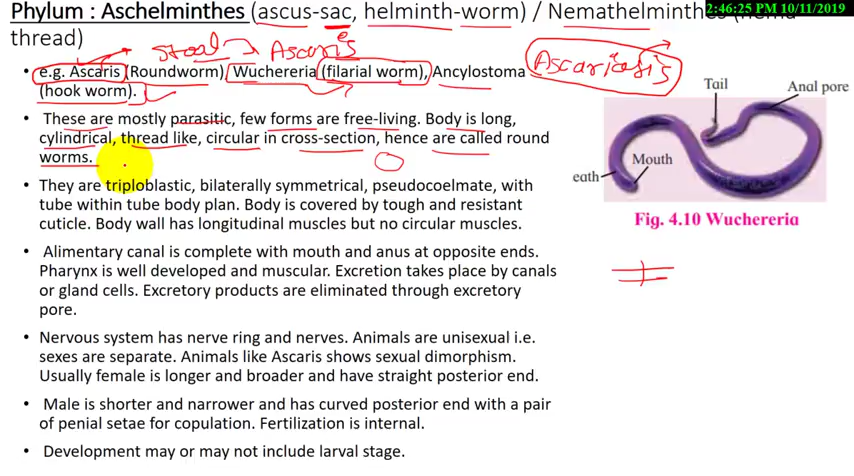 Phylum : Aschelminthes (ascus-sac, helminth-worm) / Nemathelminthes
2:46:25 PM 10/11/2019
thread)
stool Ascaris
e
• e.g. Ascaris (Roundworm) Wuchereria (filarial worm), Ancylostoma
(hook worm).
Ascariasis
• These are mostly parasitic, few forms are free-living. Body is long,
cylindrical, thread like, circular in cross-section, hence are called round
worms.
• They are triploblastic, bilaterally symmetrical, pseudocoelmate, with
tube within tube body plan. Body is covered by tough and resistant
cuticle. Body wall has longitudinal muscles but no circular muscles.
• Alimentary canal is complete with mouth and anus at opposite ends.
Pharynx is well developed and muscular. Excretion takes place by canals
or gland cells. Excretory products are eliminated through excretory
pore.
• Nervous system has nerve ring and nerves. Animals are unisexual i.e.
sexes are separate. Animals like Ascaris shows sexual dimorphism.
Usually female is longer and broader and have straight posterior end.
• Male is shorter and narrower and has curved posterior end with a pair
of penial setae for copulation. Fertilization is internal.
• Development may or may not include larval stage.
Tail
Anal pore
Mouth
eath
Fig. 4.10 Wuchereria